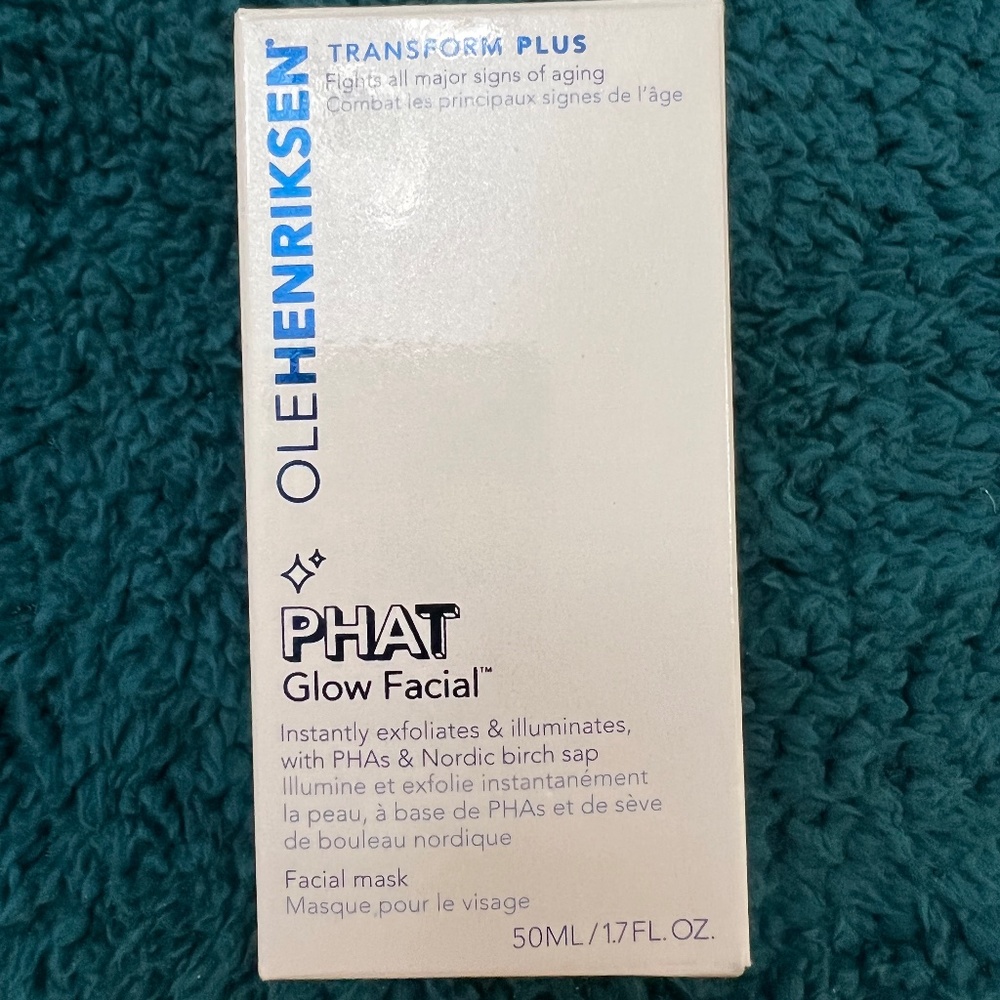 OLEHENRIKSEN®
TRANSFORM PLUS
Fights all major signs of aging
Combat les principaux signes de l'âge
PHAT
Glow Facial™
Instantly exfoliates & illuminates,
with PHAs & Nordic birch sap
Illumine et exfolie instantanément
la peau, à base de PHAs et de sève
de bouleau nordique
Facial mask
Masque pour le visage
50ML/1.7FL.OZ.